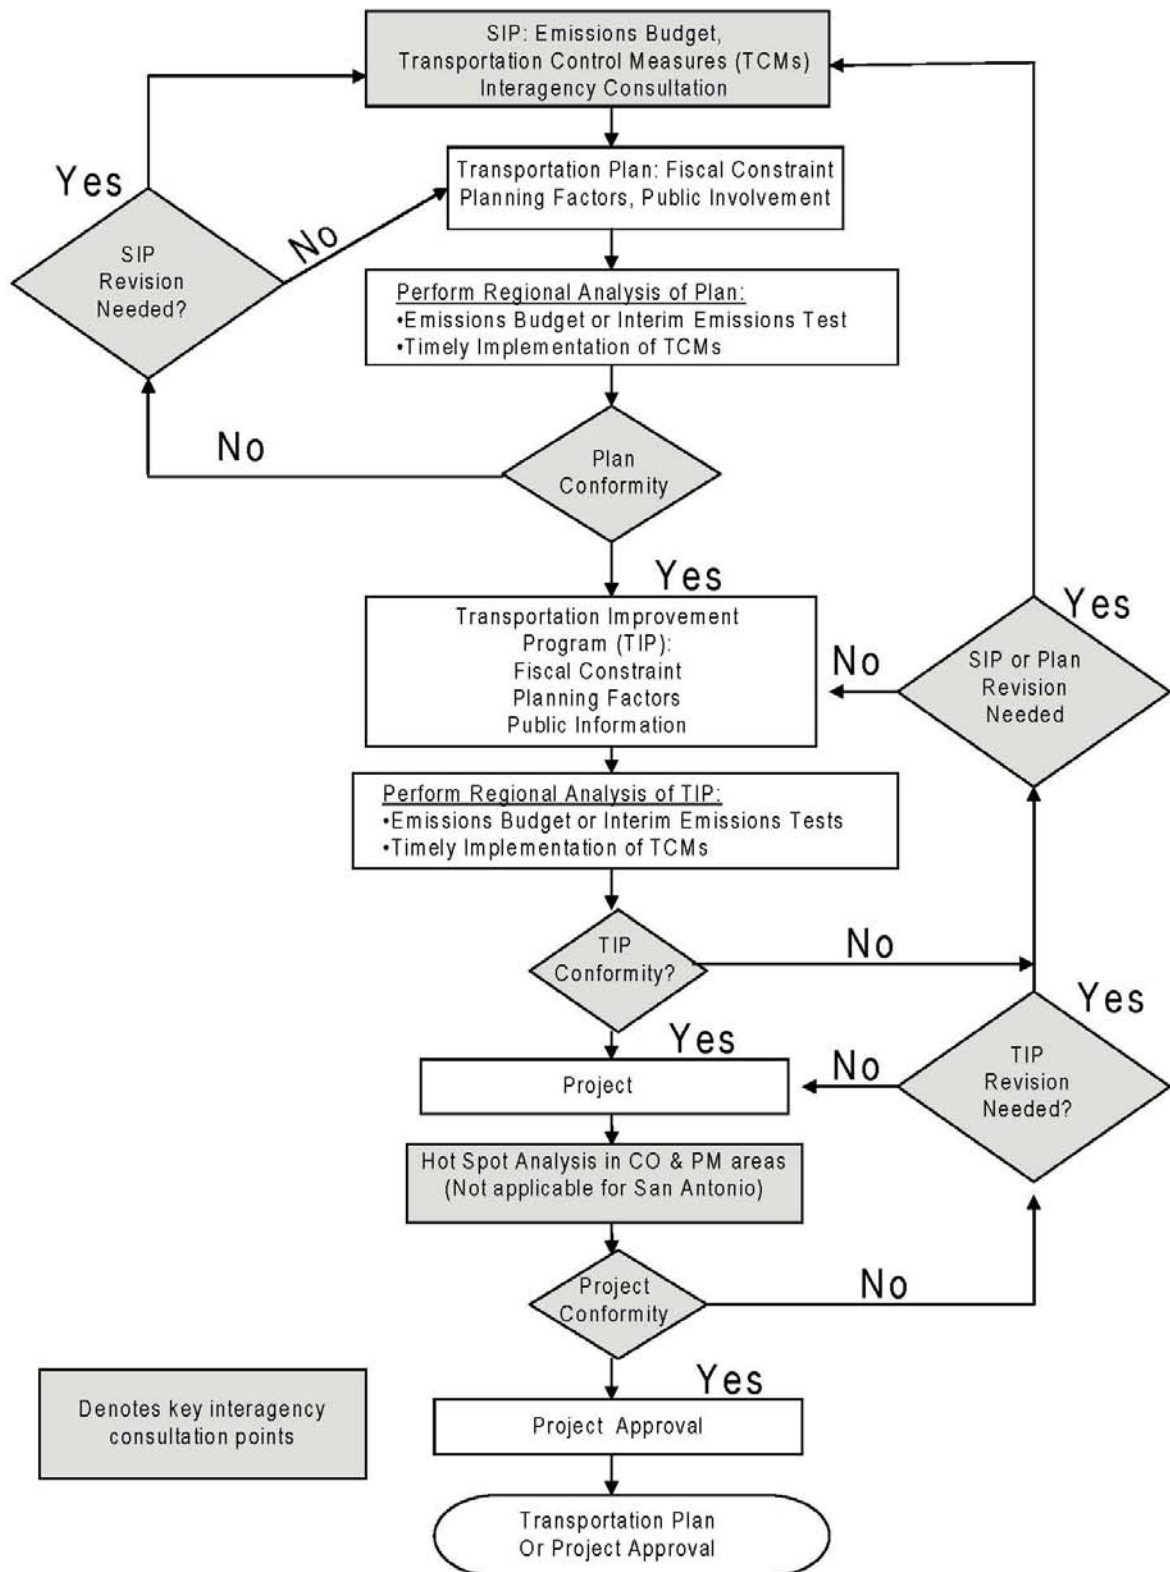 SIP: Emissions Budget,
Transportation Control Measures (TCMs)
Interagency Consultation
Yes
Transportation Plan: Fiscal Constraint
Planning Factors, Public Involvement
No
SIP
Revision
Needed?
Perform Regional Analysis of Plan:
•Emissions Budget or Interim Emissions Test
•Timely Implementation of TCMs
No
Plan
Conformity
Yes
Transportation Improvement
Program (TIP):
Fiscal Constraint
Planning Factors
Public Information
Yes
No
SIP or Plan
Revision
Needed
Perform Regional Analysis of TIP:
•Emissions Budget or Interim Emissions Tests
•Timely Implementation of TCMs
TIP
Conformity?
No
Yes
Yes
Project
No
TIP
Revision
Needed?
Hot Spot Analysis in CO & PM areas
(Not applicable for San Antonio)
Project
Conformity
No
Yes
Denotes key interagency
consultation points
Project Approval
Transportation Plan
Or Project Approval